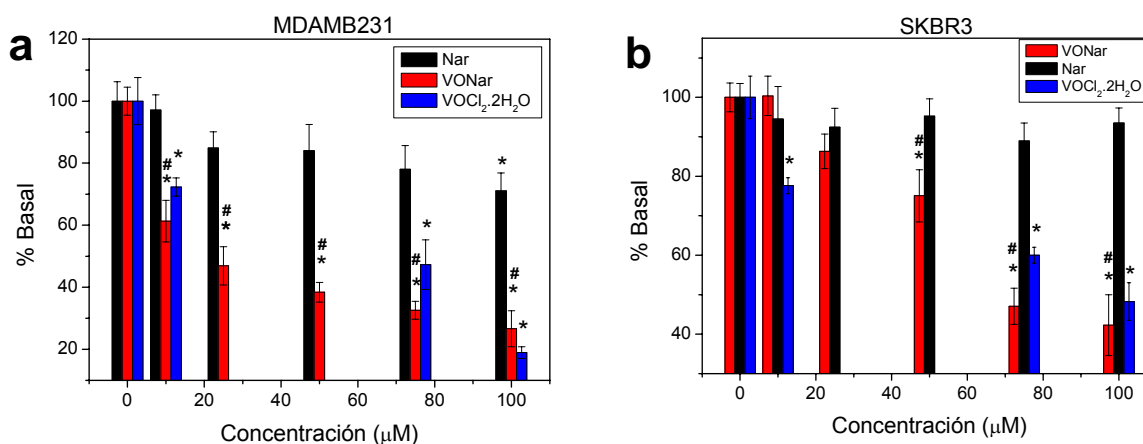 a
MDAMB231
Nar
VONar
VOCl₂.2H₂O
% Basal
120
100
80
60
40
20
# * * # * # * # * * * # * *
0 20 40 60 80 100
Concentración (μM)
b
SKBR3
VONar
Nar
VOCl₂.2H₂O
% Basal
100
80
60
40
* # * # * * # * *
0 20 40 60 80 100
Concentración (μM)